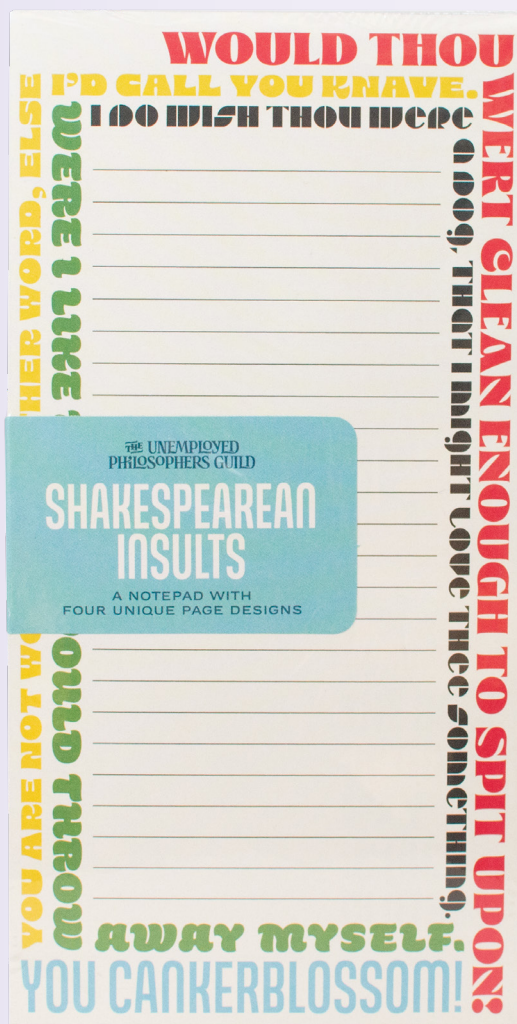 WOULD THOU
WERT CLEAN ENOUGH TO SPIT UPON!
YOU ARE NOT
HER WORD, ELSE
I'D CALL YOU KNAVE.
I DO WISH THOU WERE
A DOG, THAT I MIGHT LOVE THEE SOMETHING.
WERE I LIKE
OULD THROW
AWAY MYSELF.
YOU CANKERBLOSSOM!
THE UNEMPLOYED
PHILOSOPHERS GUILD
SHAKESPEAREAN
INSULTS
A NOTEPAD WITH
FOUR UNIQUE PAGE DESIGNS